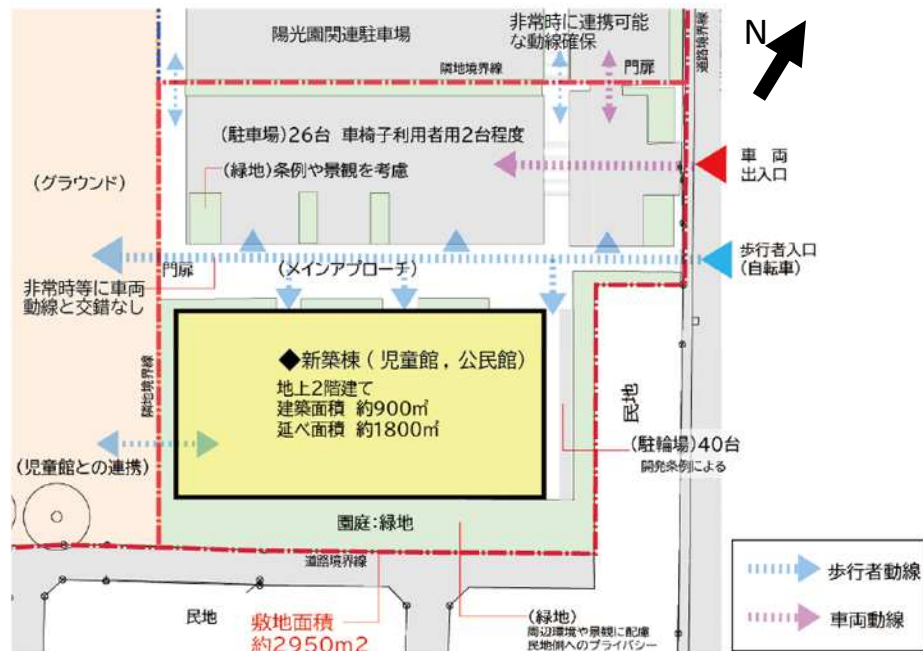 陽光園関連駐車場
非常時に連携可能
な動線確保
N
道路境界線
隣地境界線
門扉
(駐車場)26台 車椅子利用者用2台程度
(緑地)条例や景観を考慮
車 両
出入口
(グラウンド)
歩行者入口
(自転車)
門扉
(メインアプローチ)
非常時等に車両
動線と交錯なし
隣地境界線
◆新築棟(児童館,公民館)
地上2階建て
建築面積 約900㎡
延べ面積 約1800㎡
民地
(駐輪場)40台
開発条例による
(児童館との連携)
園庭:緑地
道路境界線
民地
敷地面積
約2950m2
(緑地)
周辺環境や景観に配慮
民地側へのプライバシー
歩行者動線
車両動線